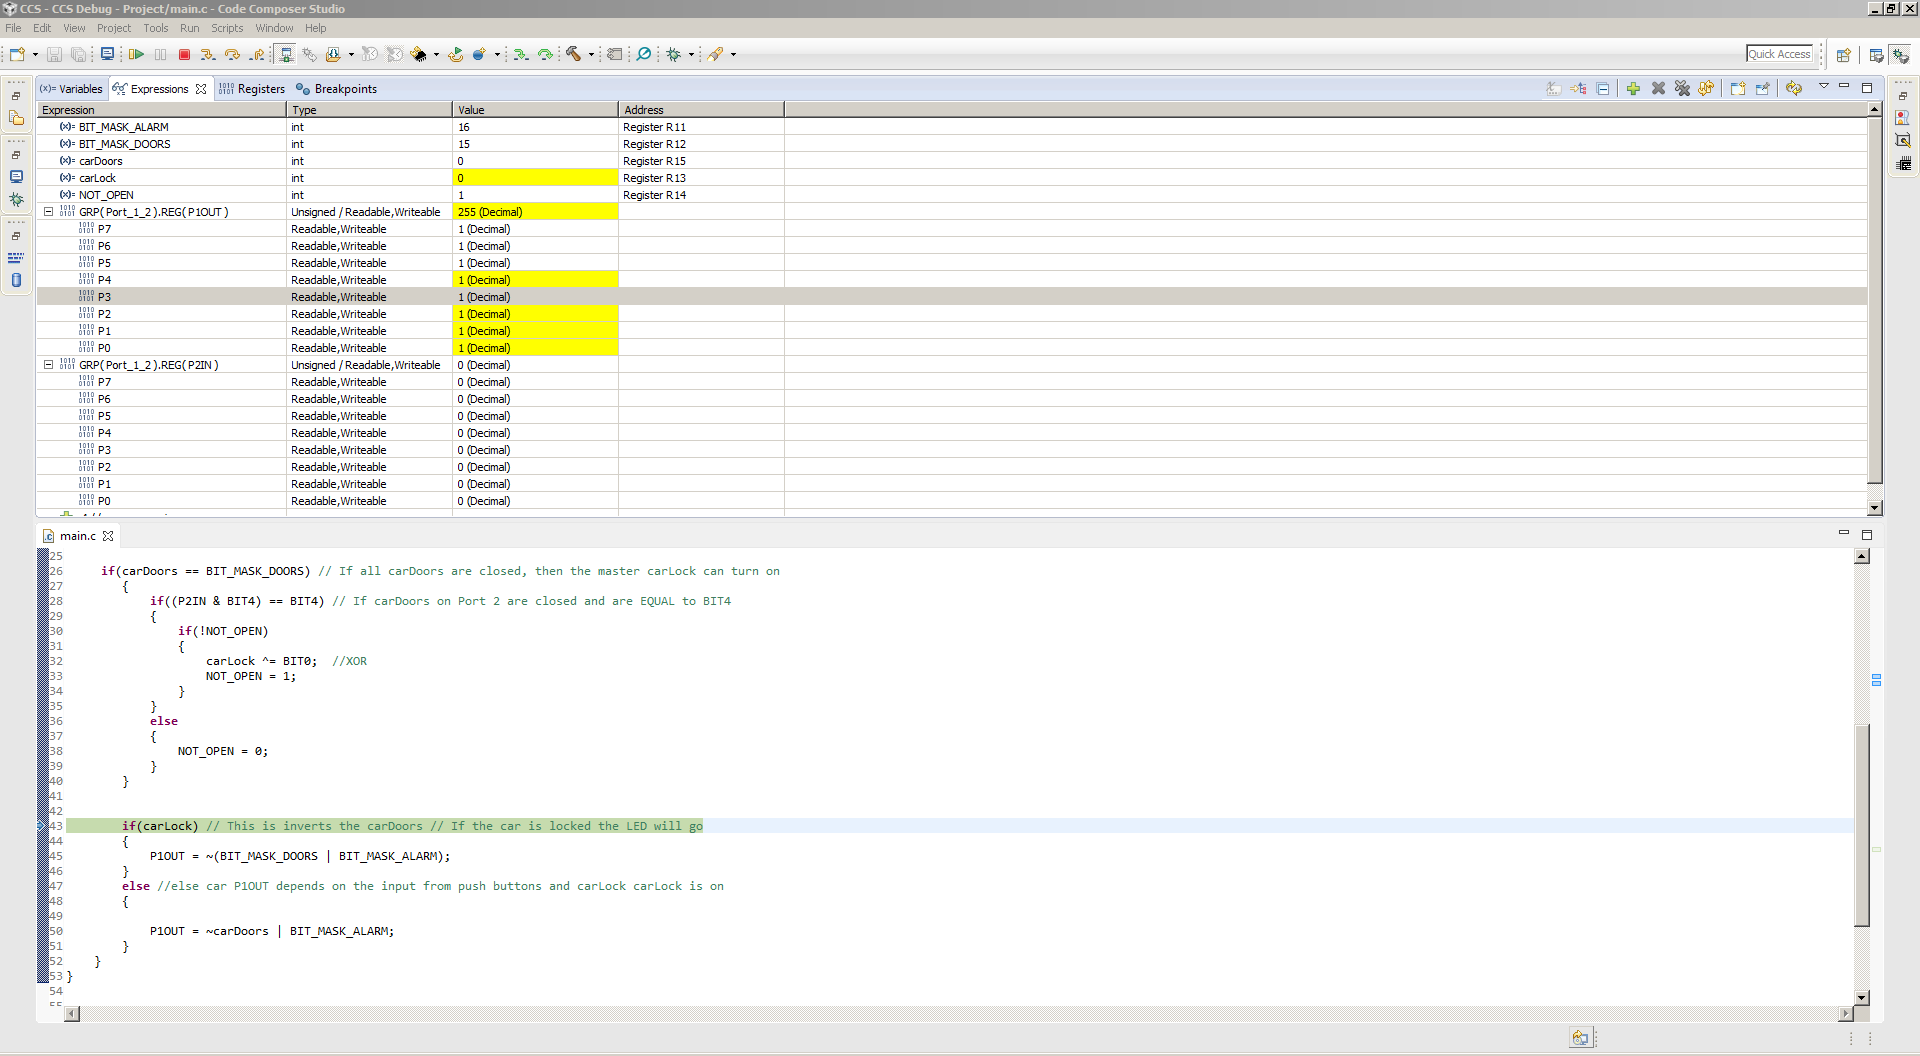 CCS - CCS Debug - Project/main.c - Code Composer Studio
File Edit View Project Tools Run Scripts Window Help
Quick Access
(x)= Variables Expressions Registers Breakpoints
Expression Type Value Address
(x)= BIT_MASK_ALARM int 16 Register R11
(x)= BIT_MASK_DOORS int 15 Register R12
(x)= carDoors int 0 Register R15
(x)= carLock int 0 Register R13
(x)= NOT_OPEN int 1 Register R14
GRP(Port_1_2).REG(P1OUT) Unsigned / Readable,Writeable 255 (Decimal)
P7 Readable,Writeable 1 (Decimal)
P6 Readable,Writeable 1 (Decimal)
P5 Readable,Writeable 1 (Decimal)
P4 Readable,Writeable 1 (Decimal)
P3 Readable,Writeable 1 (Decimal)
P2 Readable,Writeable 1 (Decimal)
P1 Readable,Writeable 1 (Decimal)
P0 Readable,Writeable 1 (Decimal)
GRP(Port_1_2).REG(P2IN) Unsigned / Readable,Writeable 0 (Decimal)
P7 Readable,Writeable 0 (Decimal)
P6 Readable,Writeable 0 (Decimal)
P5 Readable,Writeable 0 (Decimal)
P4 Readable,Writeable 0 (Decimal)
P3 Readable,Writeable 0 (Decimal)
P2 Readable,Writeable 0 (Decimal)
P1 Readable,Writeable 0 (Decimal)
P0 Readable,Writeable 0 (Decimal)
main.c
25
26 if(carDoors == BIT_MASK_DOORS) // If all carDoors are closed, then the master carLock can turn on
27 {
28 if((P2IN & BIT4) == BIT4) // If carDoors on Port 2 are closed and are EQUAL to BIT4
29 {
30 if(!NOT_OPEN)
31 {
32 carLock ^= BIT0; //XOR
33 NOT_OPEN = 1;
34 }
35 }
36 else
37 {
38 NOT_OPEN = 0;
39 }
40 }
41
42
43 if(carLock) // This is inverts the carDoors // If the car is locked the LED will go
44 {
45 P1OUT = ~(BIT_MASK_DOORS | BIT_MASK_ALARM);
46 }
47 else //else car P1OUT depends on the input from push buttons and carLock carLock is on
48 {
49
50 P1OUT = ~carDoors | BIT_MASK_ALARM;
51 }
52 }
53 }
54
55